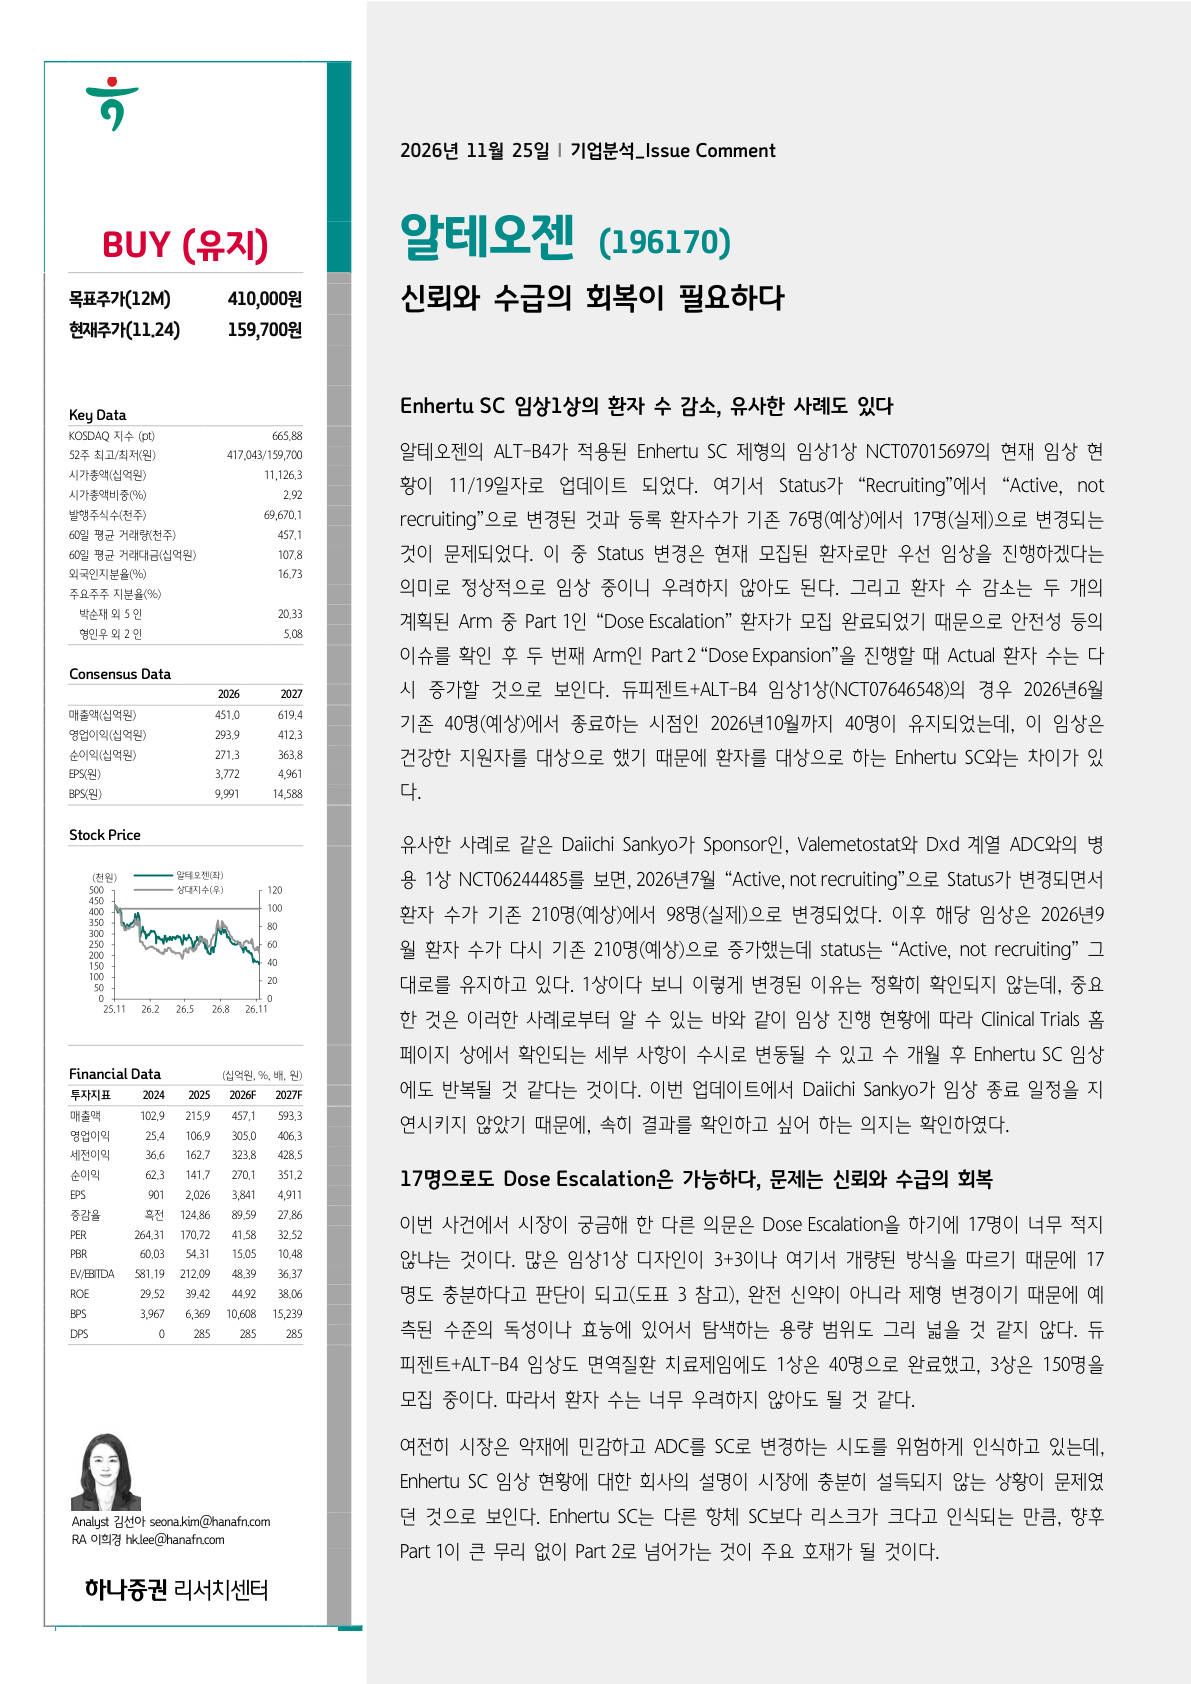 2026년 11월 25일 | 기업분석_Issue Comment
BUY (유지)
목표주가(12M) 410,000원
현재주가(11.24) 159,700원
Key Data
KOSDAQ 지수 (pt) 665.88
52주 최고/최저(원) 417,043/159,700
시가총액(십억원) 11,126.3
시가총액비중(%) 2.92
발행주식수(천주) 69,670.1
60일 평균 거래량(천주) 457.1
60일 평균 거래대금(십억원) 107.8
외국인지분율(%) 16.73
주요주주 지분율(%)
박순재 외 5 인 20.33
형인우 외 2 인 5.08
Consensus Data
2026 2027
매출액(십억원) 451.0 619.4
영업이익(십억원) 293.9 412.3
순이익(십억원) 271.3 363.8
EPS(원) 3,772 4,961
BPS(원) 9,991 14,588
Stock Price
(천원) 알테오젠(좌)
상대지수(우)
500 120
450
400 100
350 80
300
250 60
200
150 40
100 20
50
0 0
25.11 26.2 26.5 26.8 26.11
Financial Data (십억원, %, 배, 원)
투자지표 2024 2025 2026F 2027F
매출액 102.9 215.9 457.1 593.3
영업이익 25.4 106.9 305.0 406.3
세전이익 36.6 162.7 323.8 428.5
순이익 62.3 141.7 270.1 351.2
EPS 901 2,026 3,841 4,911
증감율 흑전 124.86 89.59 27.86
PER 264.31 170.72 41.58 32.52
PBR 60.03 54.31 15.05 10.48
EV/EBITDA 581.19 212.09 48.39 36.37
ROE 29.52 39.42 44.92 38.06
BPS 3,967 6,369 10,608 15,239
DPS 0 285 285 285
Analyst 김선아 seona.kim@hanafn.com
RA 이희경 hk.lee@hanafn.com
하나증권 리서치센터
알테오젠 (196170)
신뢰와 수급의 회복이 필요하다
Enhertu SC 임상1상의 환자 수 감소, 유사한 사례도 있다
알테오젠의 ALT-B4가 적용된 Enhertu SC 제형의 임상1상 NCT07015697의 현재 임상 현
황이 11/19일자로 업데이트 되었다. 여기서 Status가 “Recruiting”에서 “Active, not
recruiting”으로 변경된 것과 등록 환자수가 기존 76명(예상)에서 17명(실제)으로 변경되는
것이 문제되었다. 이 중 Status 변경은 현재 모집된 환자로만 우선 임상을 진행하겠다는
의미로 정상적으로 임상 중이니 우려하지 않아도 된다. 그리고 환자 수 감소는 두 개의
계획된 Arm 중 Part 1인 “Dose Escalation” 환자가 모집 완료되었기 때문으로 안전성 등의
이슈를 확인 후 두 번째 Arm인 Part 2 “Dose Expansion”을 진행할 때 Actual 환자 수는 다
시 증가할 것으로 보인다. 듀피젠트+ALT-B4 임상1상(NCT07646548)의 경우 2026년6월
기존 40명(예상)에서 종료하는 시점인 2026년10월까지 40명이 유지되었는데, 이 임상은
건강한 지원자를 대상으로 했기 때문에 환자를 대상으로 하는 Enhertu SC와는 차이가 있
다.
유사한 사례로 같은 Daiichi Sankyo가 Sponsor인, Valemetostat와 Dxd 계열 ADC와의 병
용 1상 NCT06244485를 보면, 2026년7월 “Active, not recruiting”으로 Status가 변경되면서
환자 수가 기존 210명(예상)에서 98명(실제)으로 변경되었다. 이후 해당 임상은 2026년9
월 환자 수가 다시 기존 210명(예상)으로 증가했는데 status는 “Active, not recruiting” 그
대로를 유지하고 있다. 1상이다 보니 이렇게 변경된 이유는 정확히 확인되지 않는데, 중요
한 것은 이러한 사례로부터 알 수 있는 바와 같이 임상 진행 현황에 따라 Clinical Trials 홈
페이지 상에서 확인되는 세부 사항이 수시로 변동될 수 있고 수 개월 후 Enhertu SC 임상
에도 반복될 것 같다는 것이다. 이번 업데이트에서 Daiichi Sankyo가 임상 종료 일정을 지
연시키지 않았기 때문에, 속히 결과를 확인하고 싶어 하는 의지는 확인하였다.
17명으로도 Dose Escalation은 가능하다, 문제는 신뢰와 수급의 회복
이번 사건에서 시장이 궁금해 한 다른 의문은 Dose Escalation을 하기에 17명이 너무 적지
않냐는 것이다. 많은 임상1상 디자인이 3+3이나 여기서 개량된 방식을 따르기 때문에 17
명도 충분하다고 판단이 되고(도표 3 참고), 완전 신약이 아니라 제형 변경이기 때문에 예
측된 수준의 독성이나 효능에 있어서 탐색하는 용량 범위도 그리 넓을 것 같지 않다. 듀
피젠트+ALT-B4 임상도 면역질환 치료제임에도 1상은 40명으로 완료했고, 3상은 150명을
모집 중이다. 따라서 환자 수는 너무 우려하지 않아도 될 것 같다.
여전히 시장은 악재에 민감하고 ADC를 SC로 변경하는 시도를 위험하게 인식하고 있는데,
Enhertu SC 임상 현황에 대한 회사의 설명이 시장에 충분히 설득되지 않는 상황이 문제였
던 것으로 보인다. Enhertu SC는 다른 항체 SC보다 리스크가 크다고 인식되는 만큼, 향후
Part 1이 큰 무리 없이 Part 2로 넘어가는 것이 주요 호재가 될 것이다.